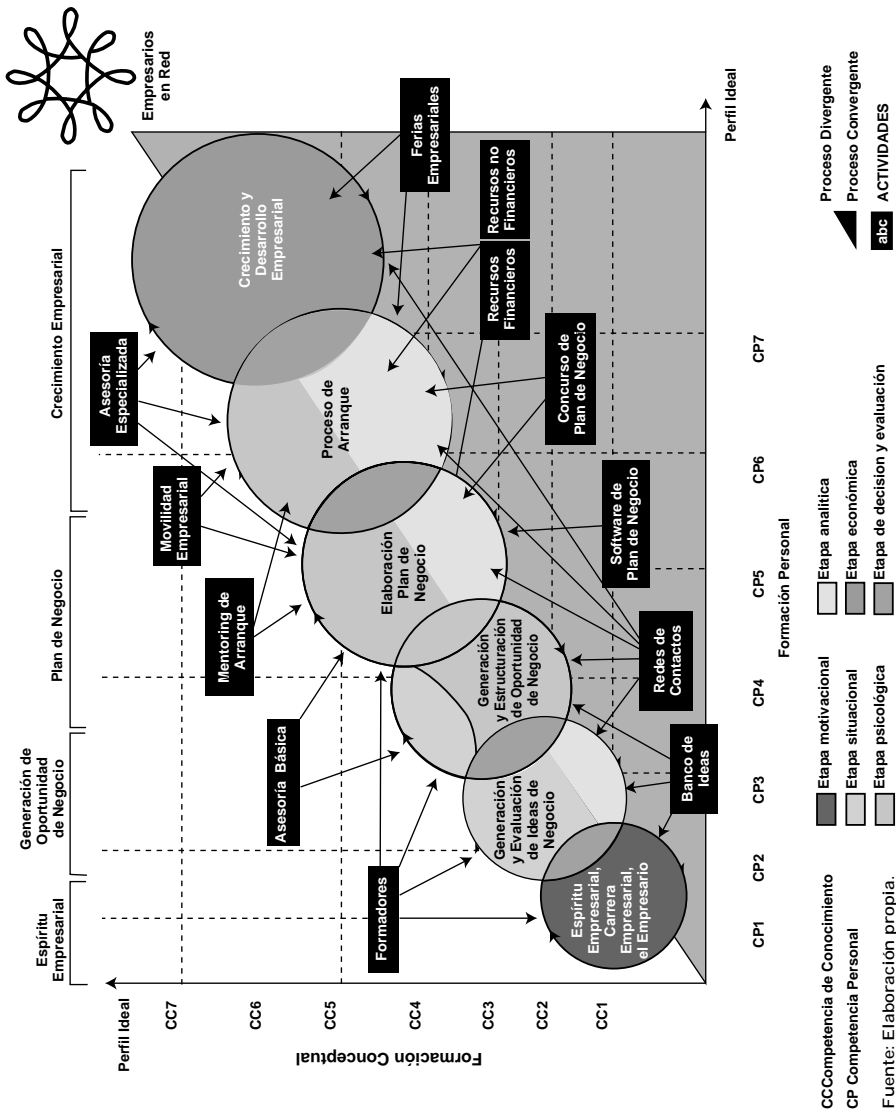 Empresarios
en Red
Espíritu
Empresarial
Generación de
Oportunidad
de Negocio
Plan de Negocio
Crecimiento Empresarial
Formación Conceptual
Perfil Ideal
CC7
CC6
CC5
CC4
CC3
CC2
CC1
Formadores
Asesoría Básica
Mentoring de
Arranque
Movilidad
Empresarial
Asesoría
Especializada
Espíritu
Empresarial,
Carrera
Empresarial,
el Empresario
Generación
y Evaluación
de Ideas de
Negocio
Generación
y Estructuración
de Oportunidad
de Negocio
Elaboración
Plan de
Negocio
Proceso de
Arranque
Crecimiento y
Desarrollo
Empresarial
Banco de
Ideas
Redes de
Contactos
Software de
Plan de Negocio
Concurso de
Plan de Negocio
Recursos
Financieros
Recursos no
Financieros
Ferias
Empresariales
CP1
CP2
CP3
CP4
CP5
CP6
CP7
Perfil Ideal
Formación Personal
CCCompetencia de Conocimiento
CP Competencia Personal
Etapa motivacional
Etapa situacional
Etapa psicológica
Etapa analítica
Etapa económica
Etapa de decision y evaluación
Proceso Divergente
Proceso Convergente
abc ACTIVIDADES
Fuente: Elaboración propia.